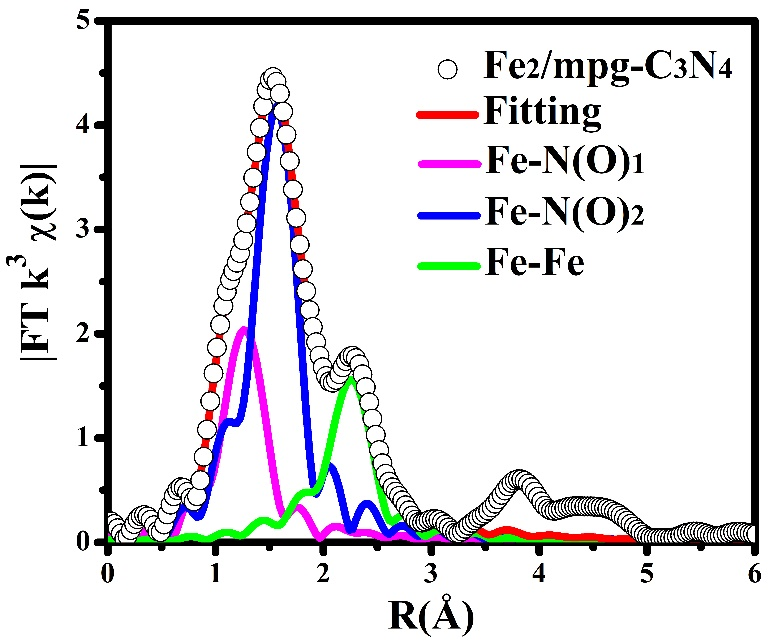 5
4
3
2
1
0
|FT k³ χ(k)|
Fe₂/mpg-C₃N₄
Fitting
Fe-N(O)₁
Fe-N(O)₂
Fe-Fe
0 1 2 3 4 5 6
R(Å)